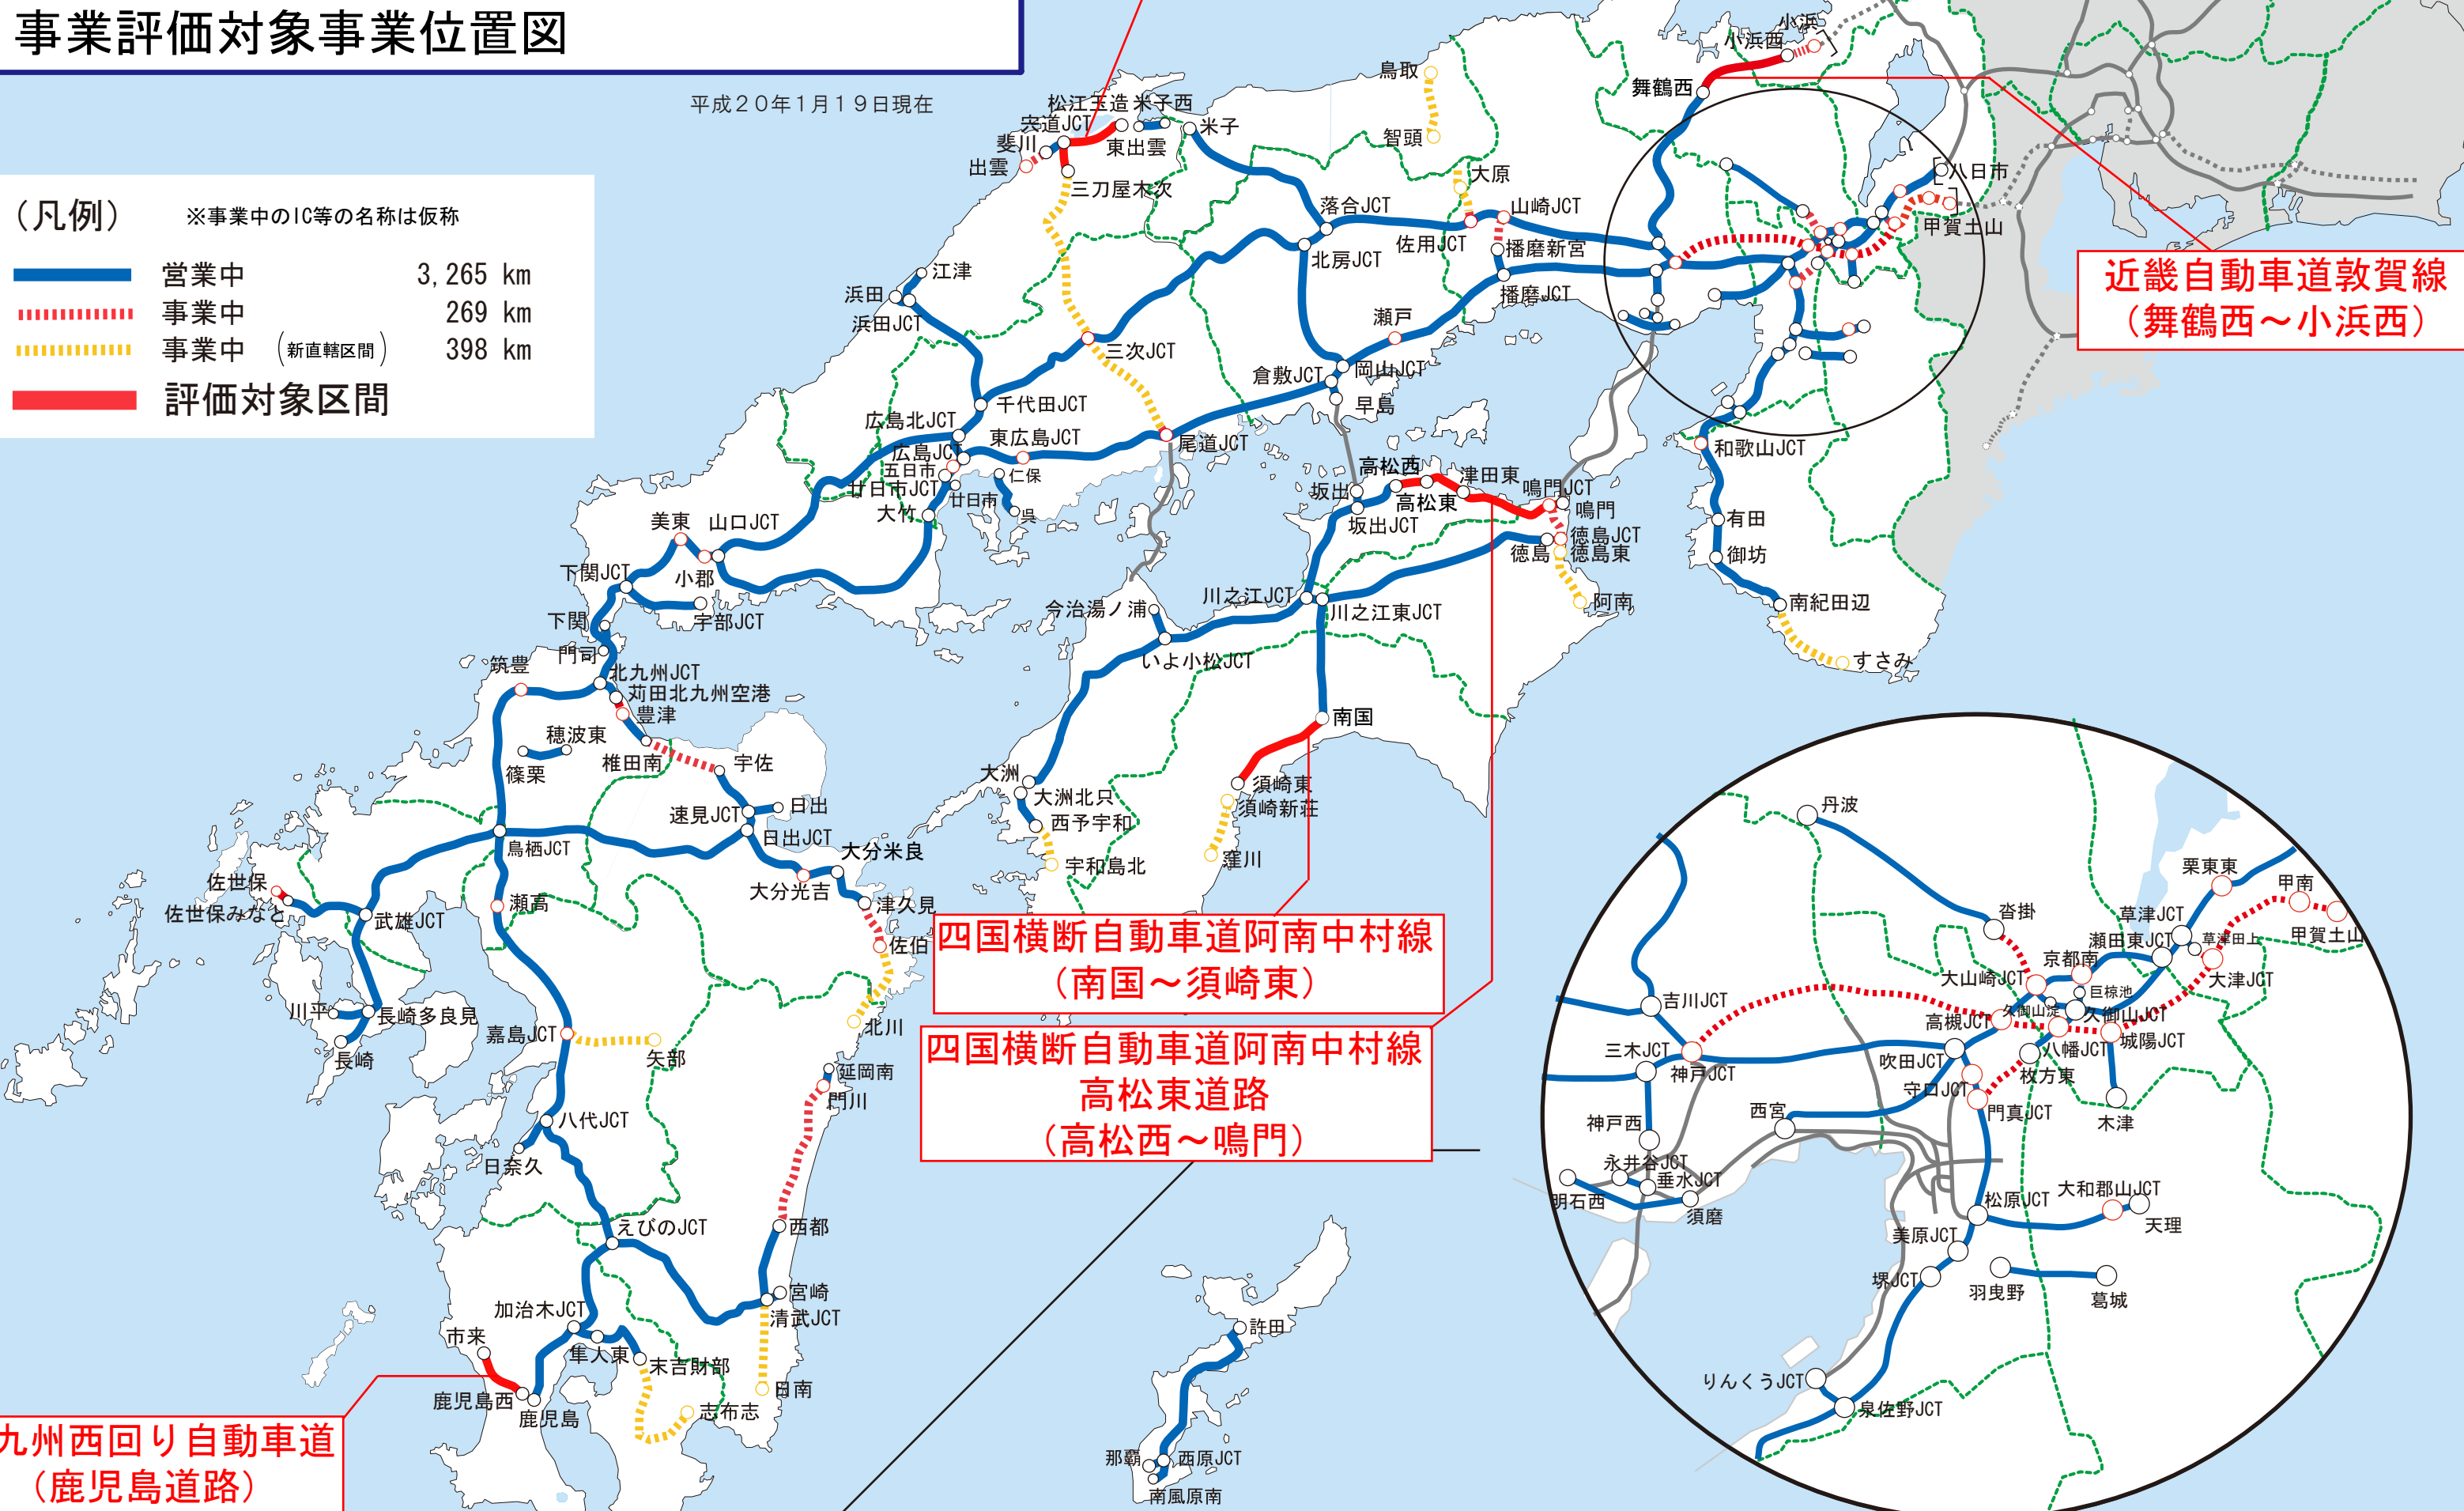 事業評価対象事業位置図
平成２０年１月１９日現在
（凡例）
※事業中のIC等の名称は仮称
営業中 3,265 km
事業中 269 km
事業中 （新直轄区間） 398 km
評価対象区間
小浜
小浜西
舞鶴西
鳥取
智頭
大原
松江玉造
米子西
宍道JCT
米子
斐川
東出雲
出雲
三刀屋木次
八日市
甲賀土山
落合JCT
山崎JCT
佐用JCT
播磨新宮
北房JCT
播磨JCT
江津
浜田
浜田JCT
瀬戸
三次JCT
岡山JCT
倉敷JCT
早島
千代田JCT
広島北JCT
東広島JCT
尾道JCT
広島JCT
五日市
廿日市JCT
廿日市
仁保
呉
大竹
和歌山JCT
有田
御坊
南紀田辺
すさみ
高松西
津田東
高松東
鳴門JCT
鳴門
坂出
坂出JCT
徳島JCT
徳島
徳島東
阿南
美東
山口JCT
小郡
下関JCT
宇部JCT
下関
門司
今治湯ノ浦
川之江JCT
川之江東JCT
いよ小松JCT
南国
須崎東
須崎新荘
窪川
大洲
大洲北只
西予宇和
宇和島北
筑豊
北九州JCT
苅田北九州空港
豊津
穂波東
篠栗
椎田南
宇佐
速見JCT
日出
日出JCT
大分米良
大分光吉
津久見
佐伯
北川
鳥栖JCT
瀬高
佐世保
佐世保みなと
武雄JCT
川平
長崎多良見
長崎
嘉島JCT
矢部
延岡南
門川
八代JCT
日奈久
えびのJCT
西都
宮崎
清武JCT
加治木JCT
市来
隼人東
末吉財部
日南
鹿児島西
鹿児島
志布志
許田
那覇
西原JCT
南風原南
近畿自動車道敦賀線
（舞鶴西～小浜西）
四国横断自動車道阿南中村線
（南国～須崎東）
四国横断自動車道阿南中村線
高松東道路
（高松西～鳴門）
九州西回り自動車道
（鹿児島道路）
丹波
沓掛
栗東東
甲南
草津JCT
瀬田東JCT
草津田上
甲賀土山
京都南
大津JCT
大山崎JCT
巨椋池
久御山淀
久御山JCT
吉川JCT
高槻JCT
八幡JCT
城陽JCT
三木JCT
神戸JCT
吹田JCT
枚方東
守口JCT
門真JCT
木津
神戸西
西宮
永井谷JCT
垂水JCT
明石西
須磨
松原JCT
大和郡山JCT
天理
美原JCT
堺JCT
羽曳野
葛城
りんくうJCT
泉佐野JCT